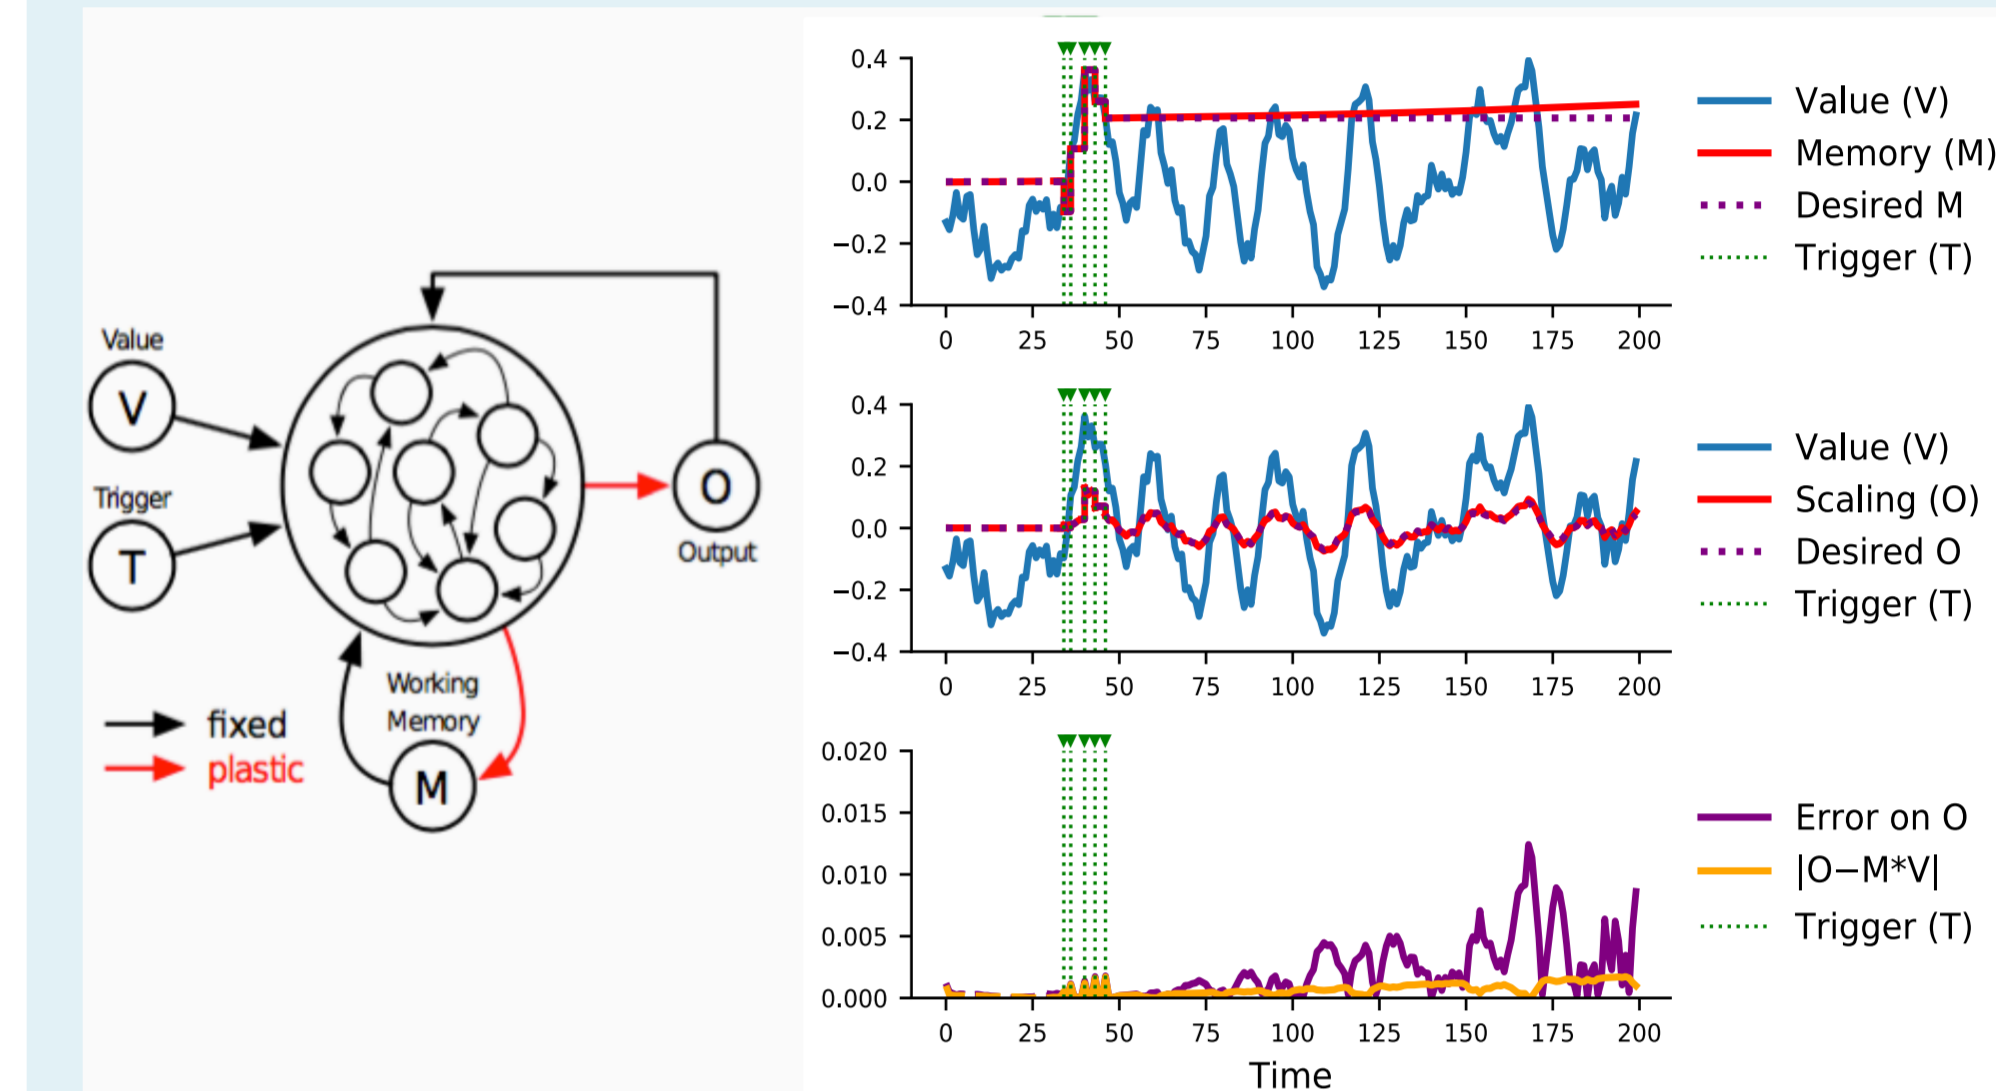 Value
V
Trigger
T
O
Output
Working
Memory
M
fixed
plastic
0.4
0.2
0.0
−0.2
−0.4
0 25 50 75 100 125 150 175 200
Value (V)
Memory (M)
Desired M
Trigger (T)
0.4
0.2
0.0
−0.2
−0.4
0 25 50 75 100 125 150 175 200
Value (V)
Scaling (O)
Desired O
Trigger (T)
0.020
0.015
0.010
0.005
0.000
0 25 50 75 100 125 150 175 200
Time
Error on O
|O−M*V|
Trigger (T)